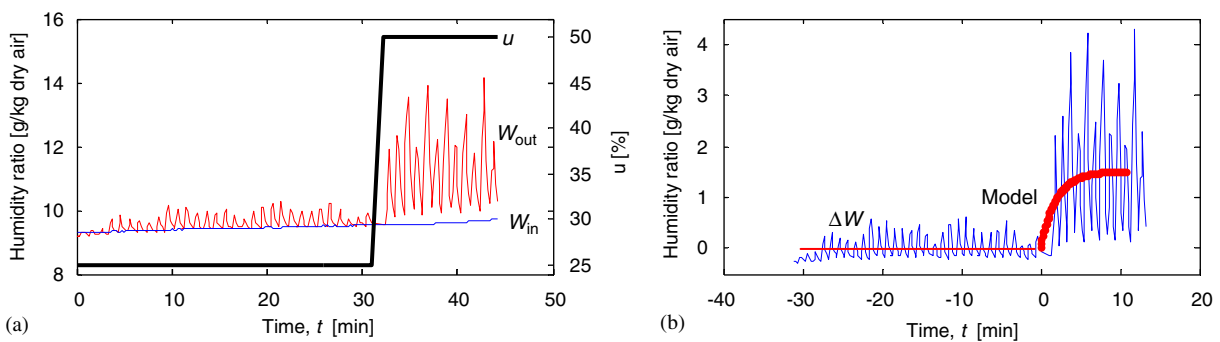 Humidity ratio [g/kg dry air]
16
14
12
10
8
0
10
20
30
40
50
Time, t [min]
50
45
40
35
30
25
u [%]
u
Wout
Win
(a)
Humidity ratio [g/kg dry air]
4
3
2
1
0
-40
-30
-20
-10
0
10
20
Time, t [min]
Model
ΔW
(b)